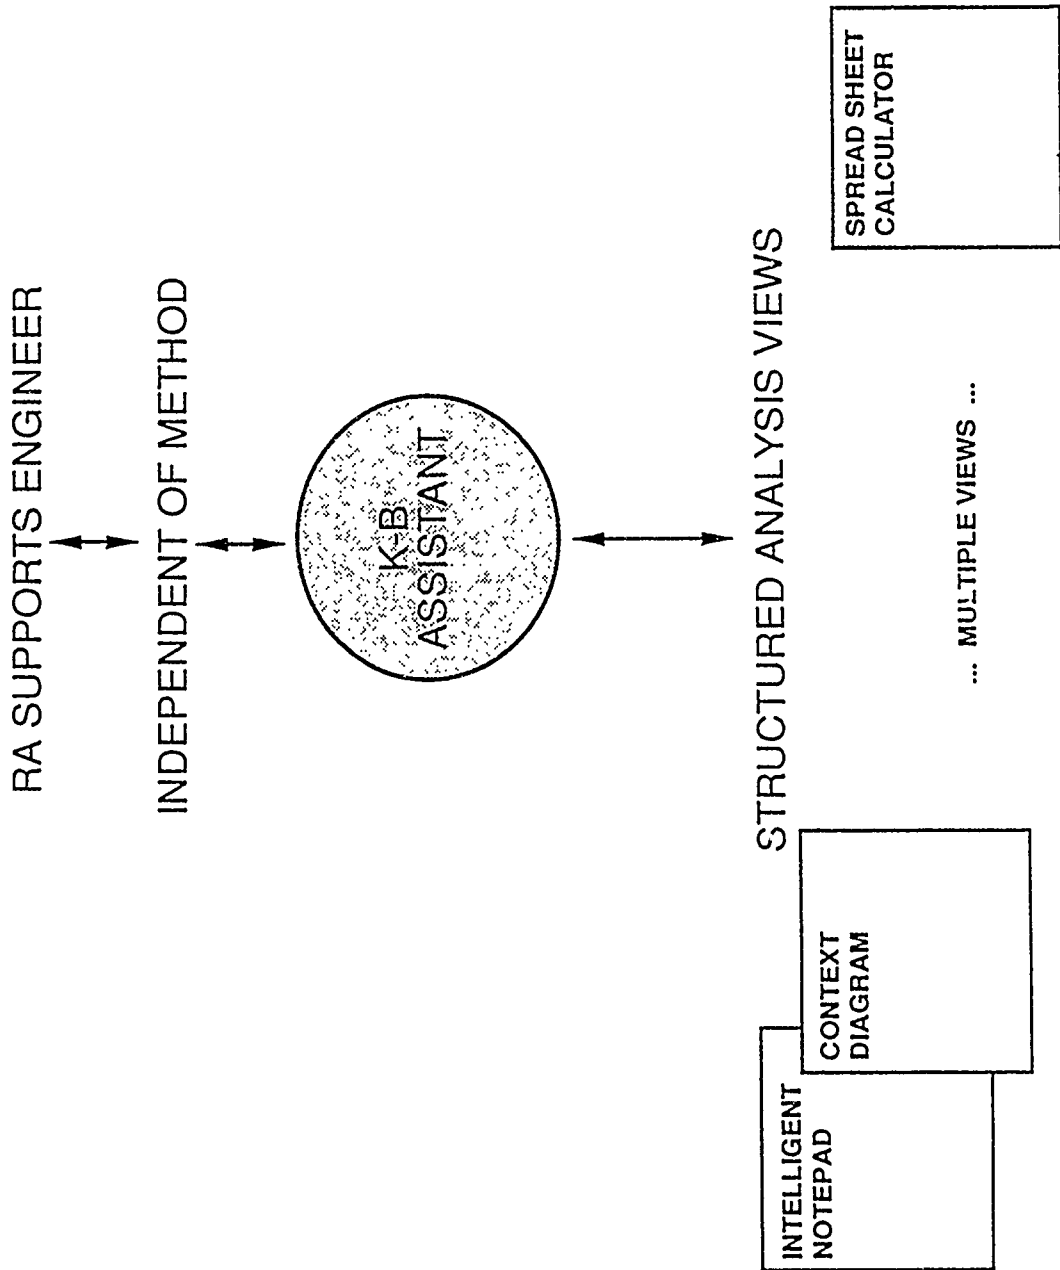 RA SUPPORTS ENGINEER
INDEPENDENT OF METHOD
K-B
ASSISTANT
STRUCTURED ANALYSIS VIEWS
INTELLIGENT
NOTEPAD
CONTEXT
DIAGRAM
... MULTIPLE VIEWS ...
SPREAD SHEET
CALCULATOR